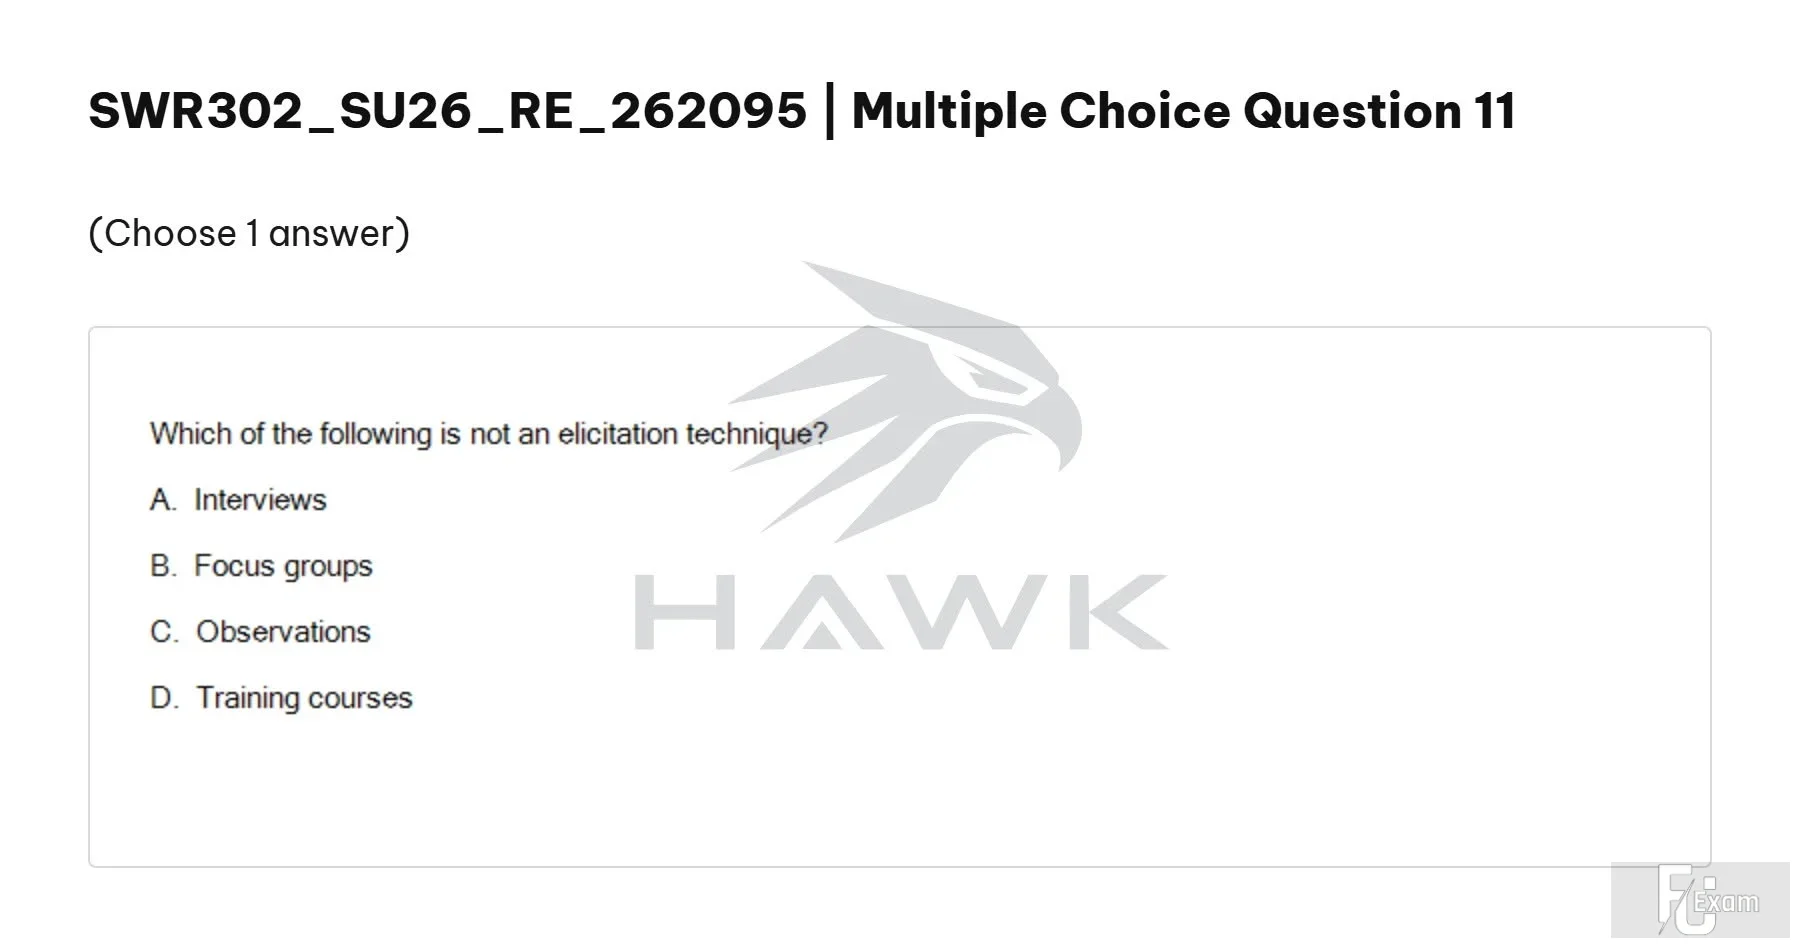 SWR302_SU26_RE_262095 | Multiple Choice Question 11
(Choose 1 answer)
Which of the following is not an elicitation technique?
A. Interviews
B. Focus groups
C. Observations
D. Training courses
HAWK
FU Exam